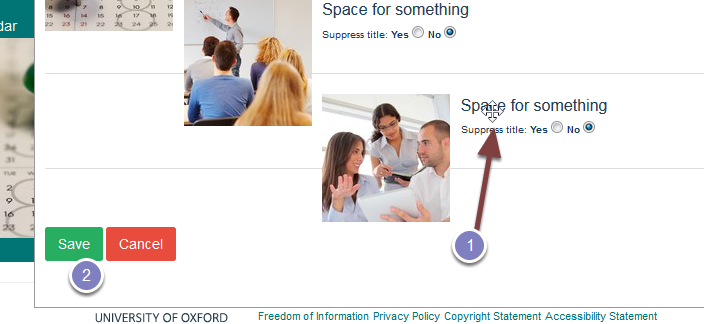 Space for something
Suppress title: Yes No
dar
Space for something
Suppress title: Yes No
Save Cancel
1
2
UNIVERSITY OF OXFORD Freedom of Information Privacy Policy Copyright Statement Accessibility Statement